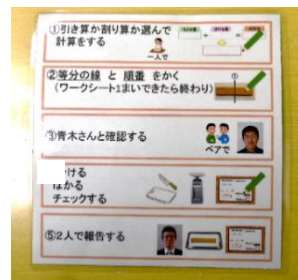 ①引き算か割り算か選んで
計算をする
一人で
②等分の線 と 順番 をかく
(ワークシート1まいできたら終わり)
③青木さんと確認する
ペアで
ける
はかる
チェックする
⑤2人で報告する